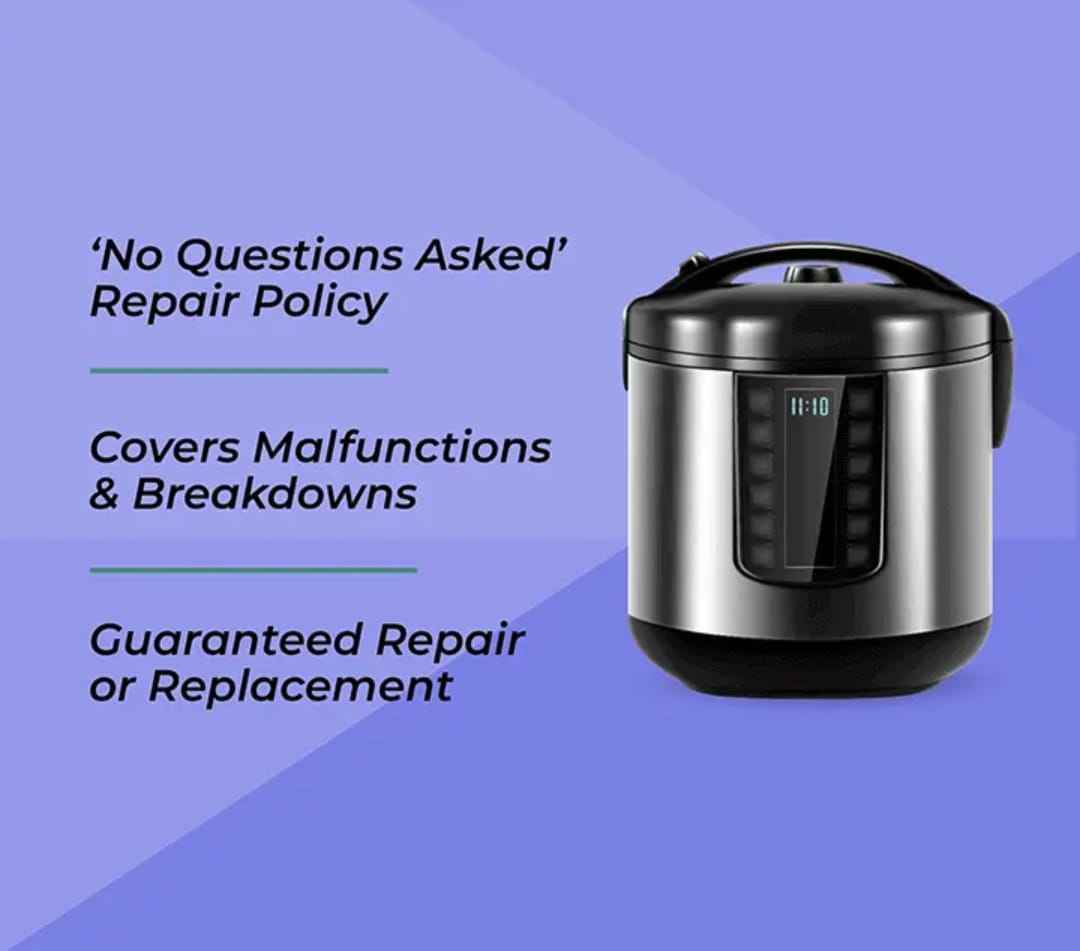 ‘No Questions Asked’
Repair Policy
Covers Malfunctions
& Breakdowns
Guaranteed Repair
or Replacement
11:10